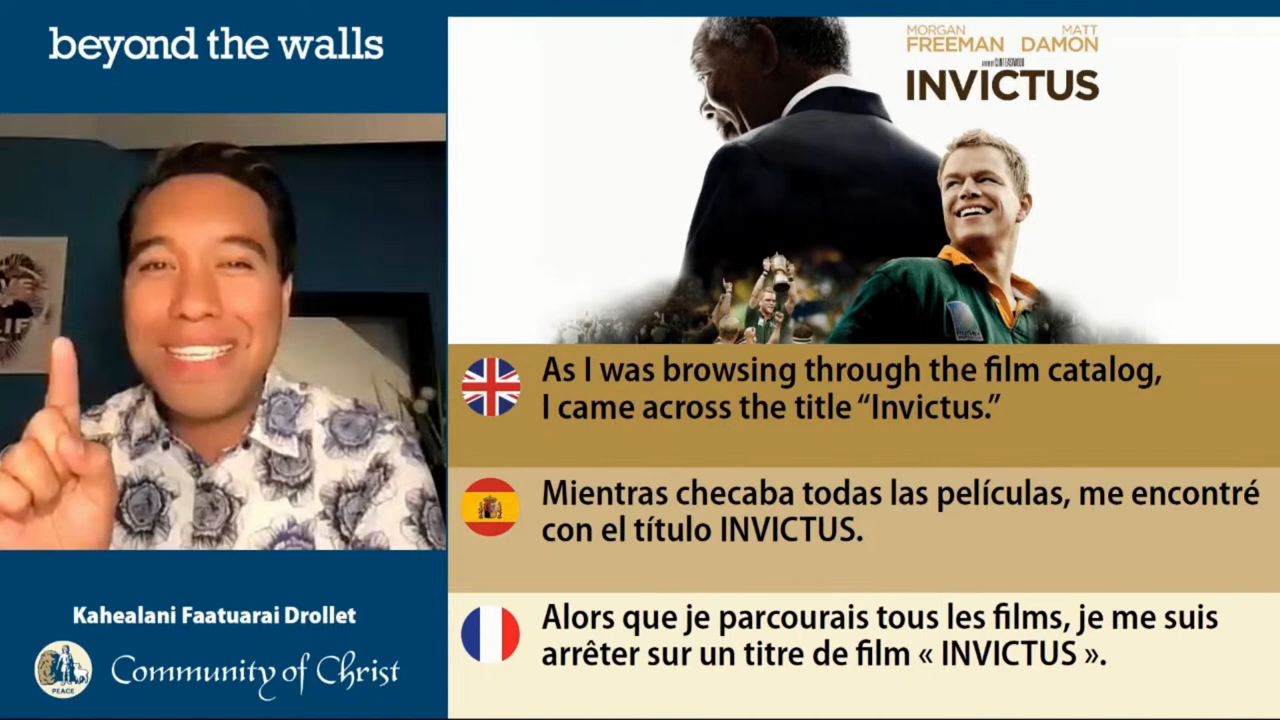 beyond the walls
MORGAN MATT
FREEMAN DAMON
INVICTUS
As I was browsing through the film catalog,
I came across the title “Invictus.”
Mientras checaba todas las películas, me encontré
con el título INVICTUS.
Alors que je parcourais tous les films, je me suis
arrêter sur un titre de film « INVICTUS ».
Kahealani Faatuarai Drollet
PEACE
Community of Christ